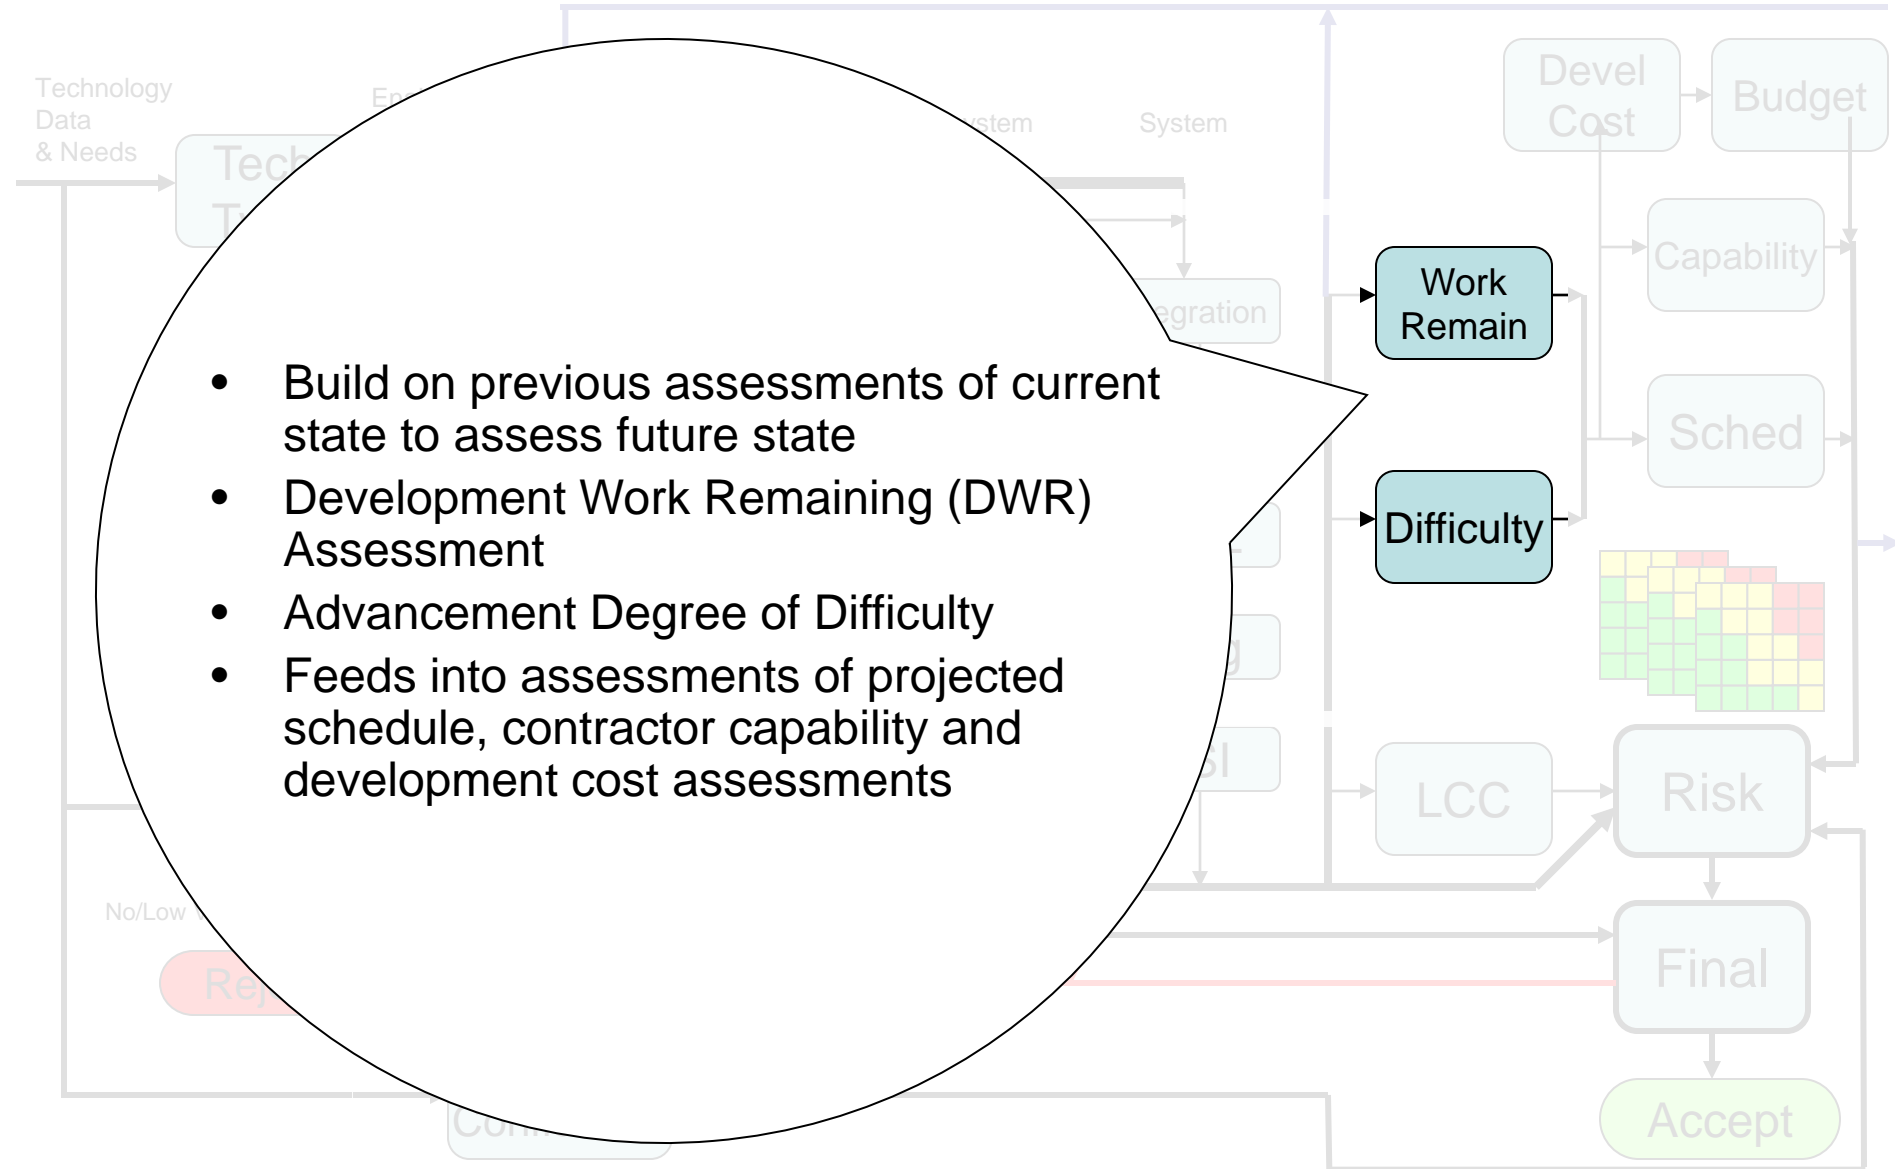 Technology
Data
& Needs
System
Devel
Cost
Budget
Capability
Work
Remain
Sched
Difficulty
• Build on previous assessments of current
state to assess future state
• Development Work Remaining (DWR)
Assessment
• Advancement Degree of Difficulty
• Feeds into assessments of projected
schedule, contractor capability and
development cost assessments
LCC
Risk
No/Low
Final
Accept